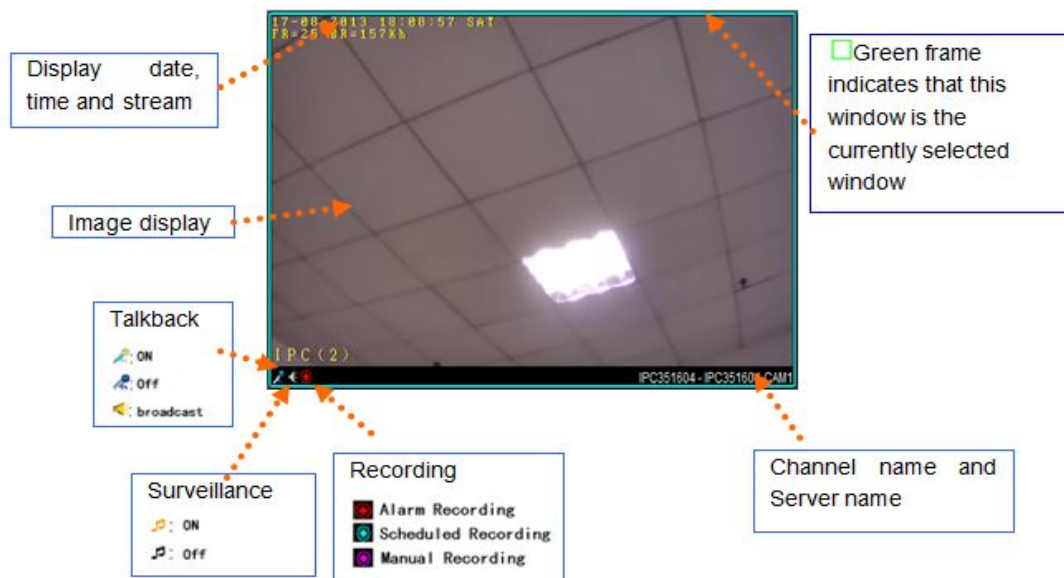 17-08-2013 18:08:57 SAT
FR=25 BR=157Kb
Display date,
time and stream
Green frame
indicates that this
window is the
currently selected
window
Image display
Talkback
: ON
: Off
: broadcast
IPC(2)
IPC351604 - IPC351604-CAM1
Surveillance
: ON
: Off
Recording
Alarm Recording
Scheduled Recording
Manual Recording
Channel name and
Server name